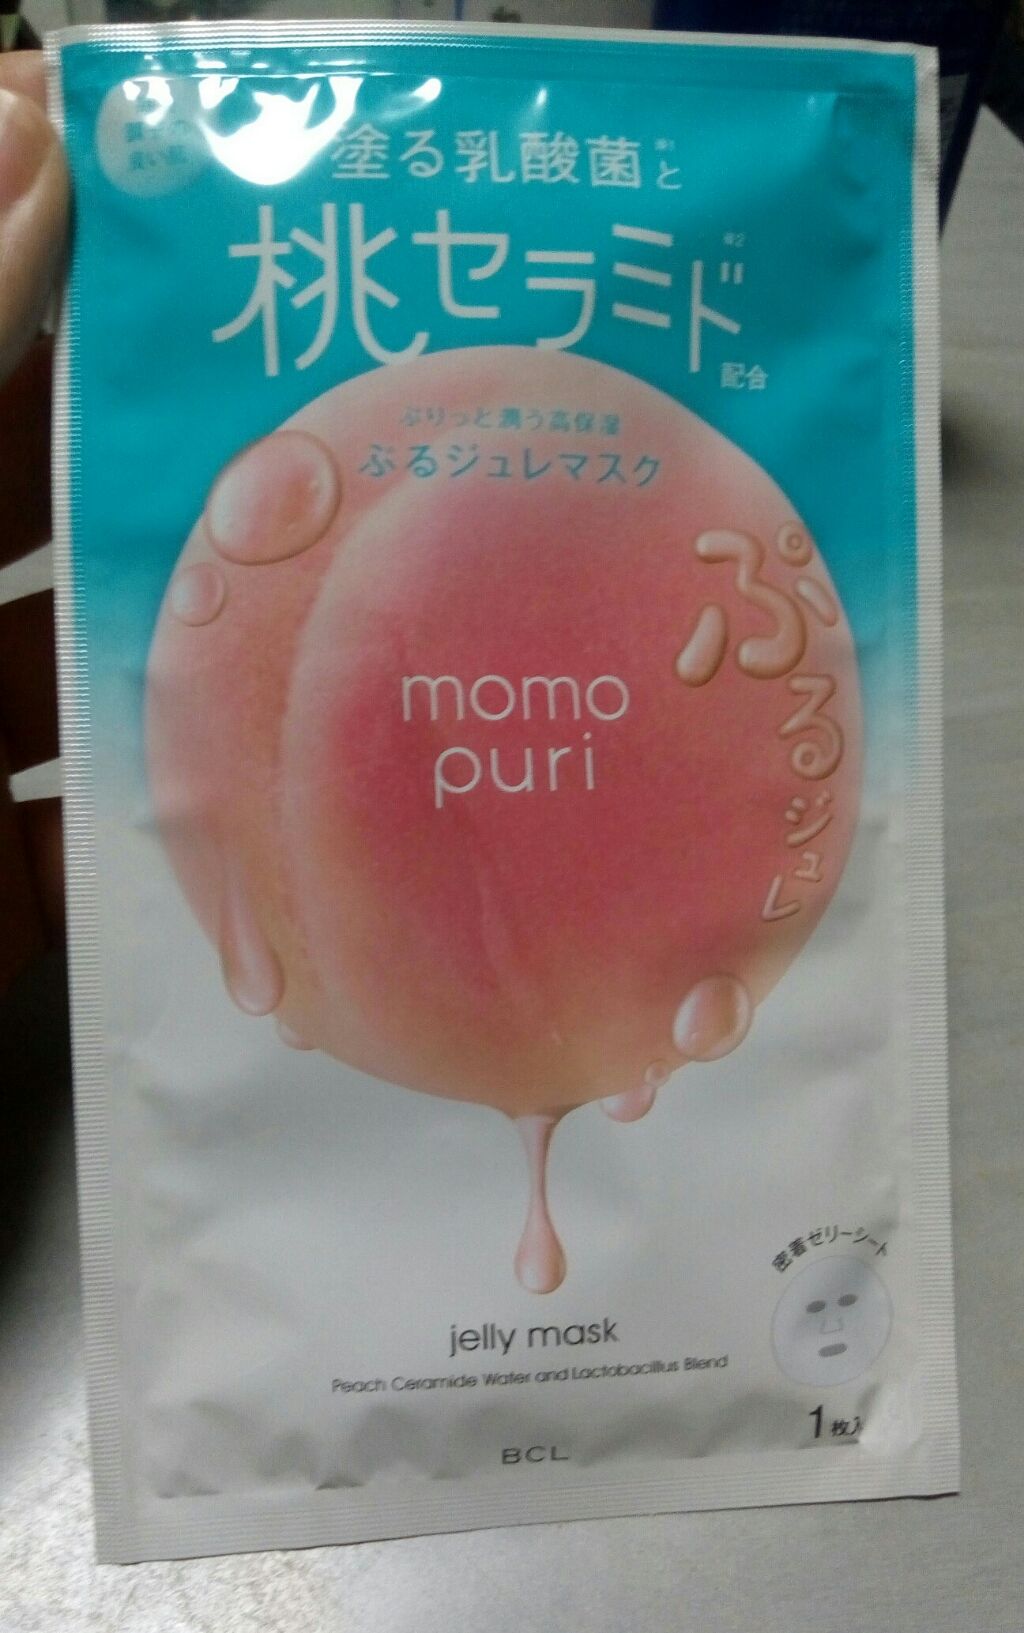 塗る乳酸菌※1と
桃セラミド※2
配合
ぷりっと潤う高保湿
ぷるジュレマスク
ぷるジュレ
momo
puri
密着ゼリーシート
jelly mask
Peach Ceramide Water and Lactobacillus Blend
1枚入
BCL